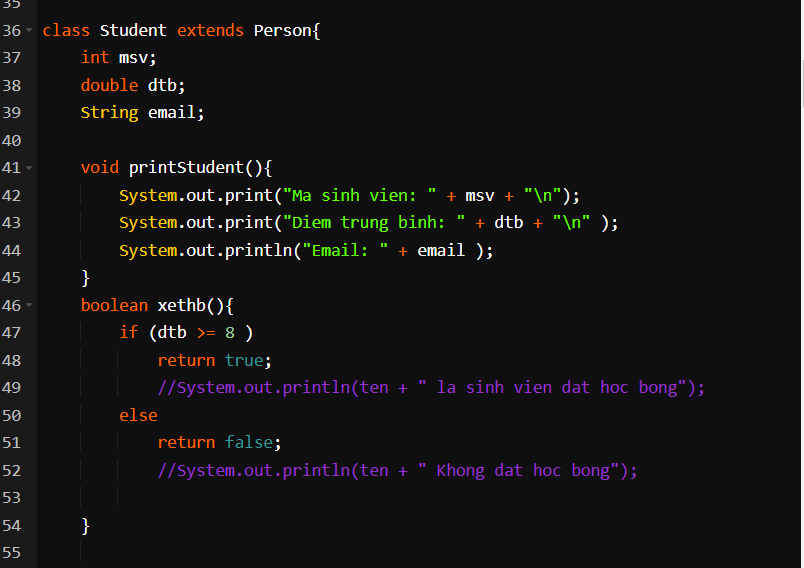 35
36 class Student extends Person{
37     int msv;
38     double dtb;
39     String email;
40
41     void printStudent(){
42         System.out.print("Ma sinh vien: " + msv + "\n");
43         System.out.print("Diem trung binh: " + dtb + "\n" );
44         System.out.println("Email: " + email );
45     }
46     boolean xethb(){
47         if (dtb >= 8 )
48             return true;
49             //System.out.println(ten + " la sinh vien dat hoc bong");
50         else
51             return false;
52             //System.out.println(ten + " Khong dat hoc bong");
53
54     }
55